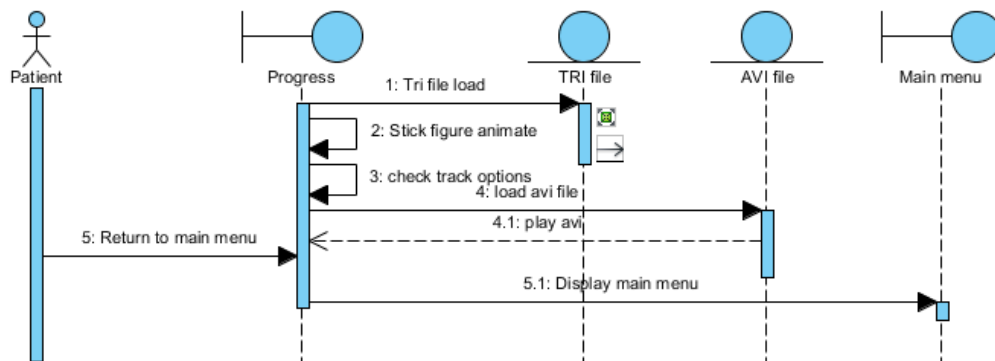 Patient
Progress
TRI file
AVI file
Main menu
1: Tri file load
2: Stick figure animate
3: check track options
4: load avi file
4.1: play avi
5: Return to main menu
5.1: Display main menu